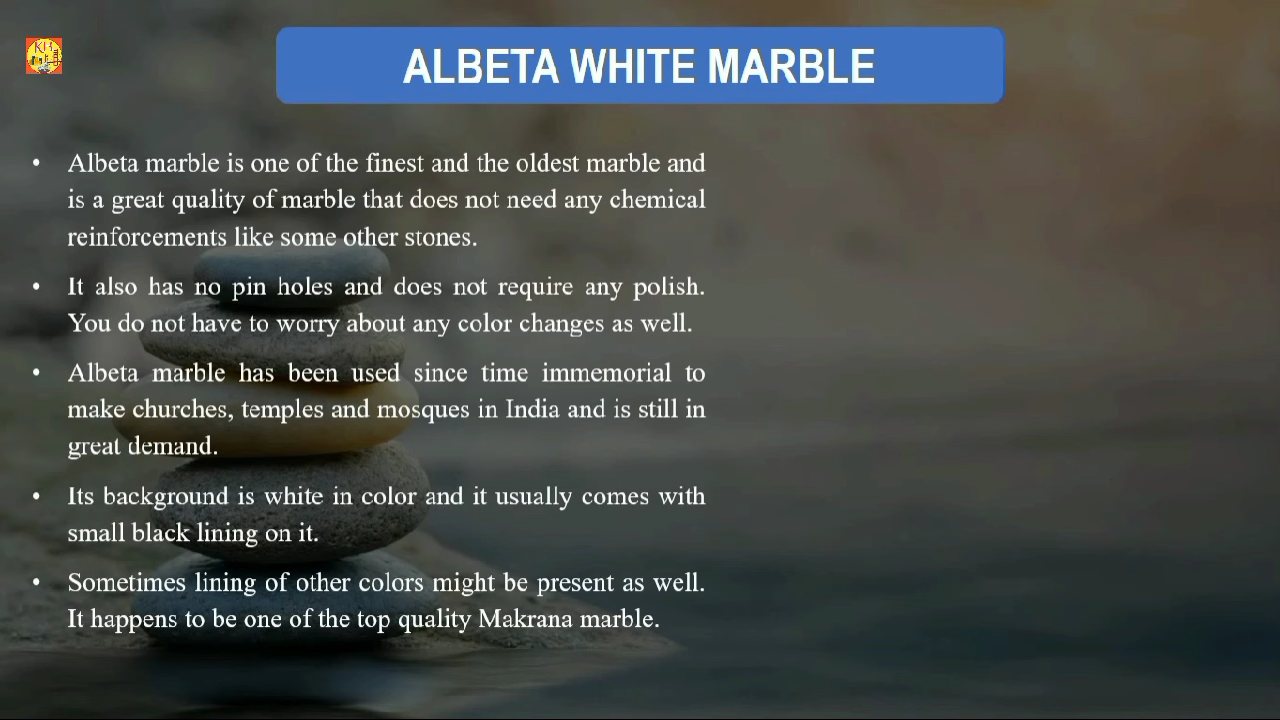 KB
ALBETA WHITE MARBLE
• Albeta marble is one of the finest and the oldest marble and
is a great quality of marble that does not need any chemical
reinforcements like some other stones.
• It also has no pin holes and does not require any polish.
You do not have to worry about any color changes as well.
• Albeta marble has been used since time immemorial to
make churches, temples and mosques in India and is still in
great demand.
• Its background is white in color and it usually comes with
small black lining on it.
• Sometimes lining of other colors might be present as well.
It happens to be one of the top quality Makrana marble.